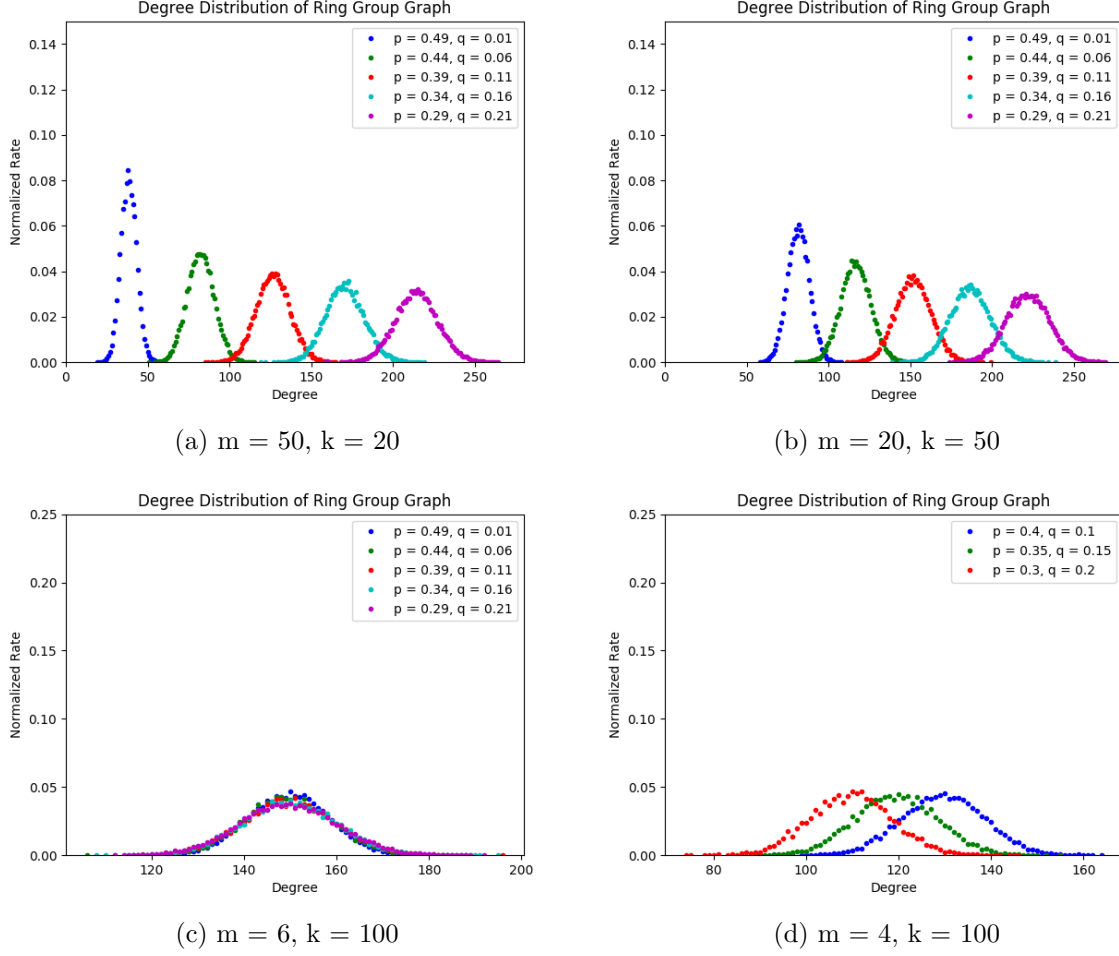 Degree Distribution of Ring Group Graph
Normalized Rate
0.14
0.12
0.10
0.08
0.06
0.04
0.02
0.00
0 50 100 150 200 250
Degree
p = 0.49, q = 0.01
p = 0.44, q = 0.06
p = 0.39, q = 0.11
p = 0.34, q = 0.16
p = 0.29, q = 0.21
(a) m = 50, k = 20
Degree Distribution of Ring Group Graph
Normalized Rate
0.14
0.12
0.10
0.08
0.06
0.04
0.02
0.00
0 50 100 150 200 250
Degree
p = 0.49, q = 0.01
p = 0.44, q = 0.06
p = 0.39, q = 0.11
p = 0.34, q = 0.16
p = 0.29, q = 0.21
(b) m = 20, k = 50
Degree Distribution of Ring Group Graph
Normalized Rate
0.25
0.20
0.15
0.10
0.05
0.00
120 140 160 180 200
Degree
p = 0.49, q = 0.01
p = 0.44, q = 0.06
p = 0.39, q = 0.11
p = 0.34, q = 0.16
p = 0.29, q = 0.21
(c) m = 6, k = 100
Degree Distribution of Ring Group Graph
Normalized Rate
0.25
0.20
0.15
0.10
0.05
0.00
80 100 120 140 160
Degree
p = 0.4, q = 0.1
p = 0.35, q = 0.15
p = 0.3, q = 0.2
(d) m = 4, k = 100